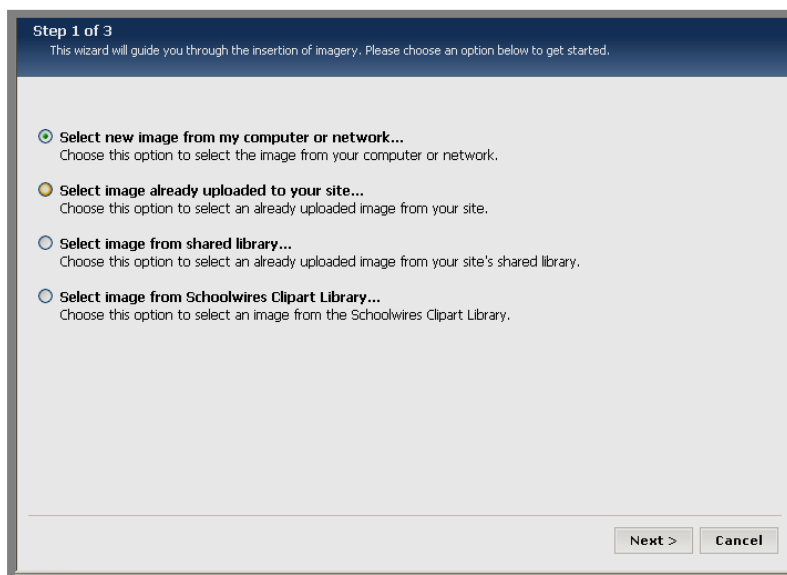 Step 1 of 3
This wizard will guide you through the insertion of imagery. Please choose an option below to get started.
Select new image from my computer or network...
Choose this option to select the image from your computer or network.
Select image already uploaded to your site...
Choose this option to select an already uploaded image from your site.
Select image from shared library...
Choose this option to select an already uploaded image from your site's shared library.
Select image from Schoolwires Clipart Library...
Choose this option to select an image from the Schoolwires Clipart Library.
Next > Cancel